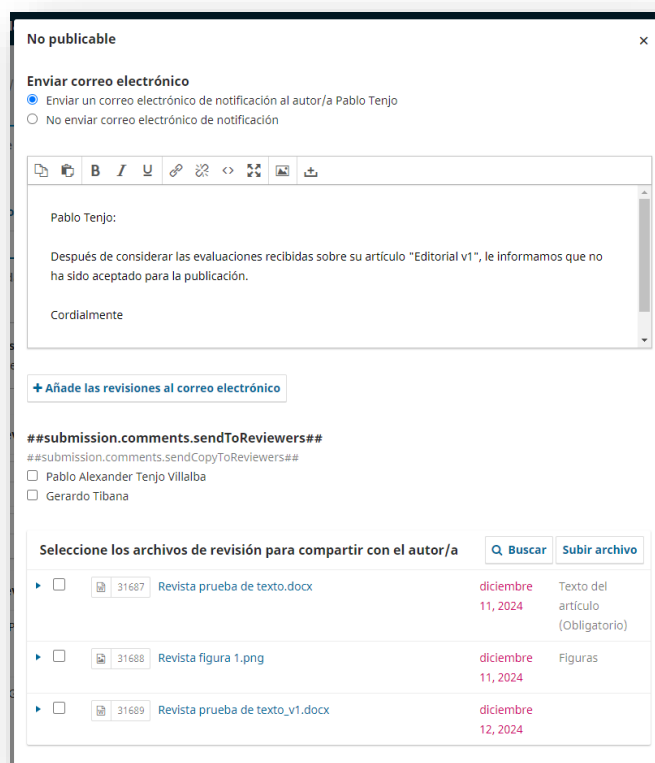 No publicable
×
Enviar correo electrónico
Enviar un correo electrónico de notificación al autor/a Pablo Tenjo
No enviar correo electrónico de notificación
B I U
Pablo Tenjo:
Después de considerar las evaluaciones recibidas sobre su artículo "Editorial v1", le informamos que no
ha sido aceptado para la publicación.
Cordialmente
+ Añade las revisiones al correo electrónico
##submission.comments.sendToReviewers##
##submission.comments.sendCopyToReviewers##
Pablo Alexander Tenjo Villalba
Gerardo Tibana
Seleccione los archivos de revisión para compartir con el autor/a Buscar Subir archivo
31687 Revista prueba de texto.docx diciembre Texto del
11, 2024 artículo
(Obligatorio)
31688 Revista figura 1.png diciembre Figuras
11, 2024
31689 Revista prueba de texto_v1.docx diciembre
12, 2024